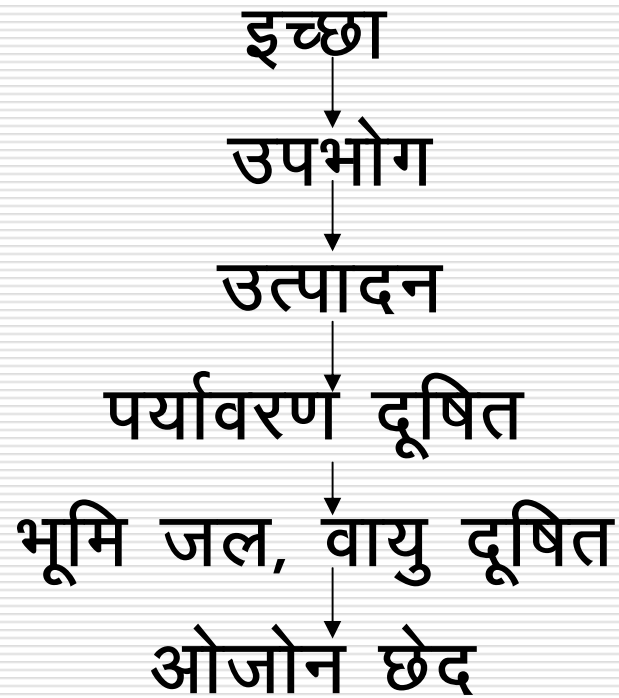 इच्छा
उपभोग
उत्पादन
पर्यावरण दूषित
भूमि जल, वायु दूषित
ओजोन छेद